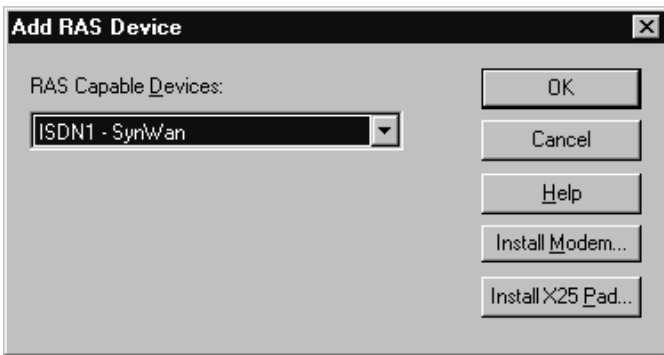 Add RAS Device
RAS Capable Devices:
ISDN1 - SynWan
OK
Cancel
Help
Install Modem...
Install X25 Pad...